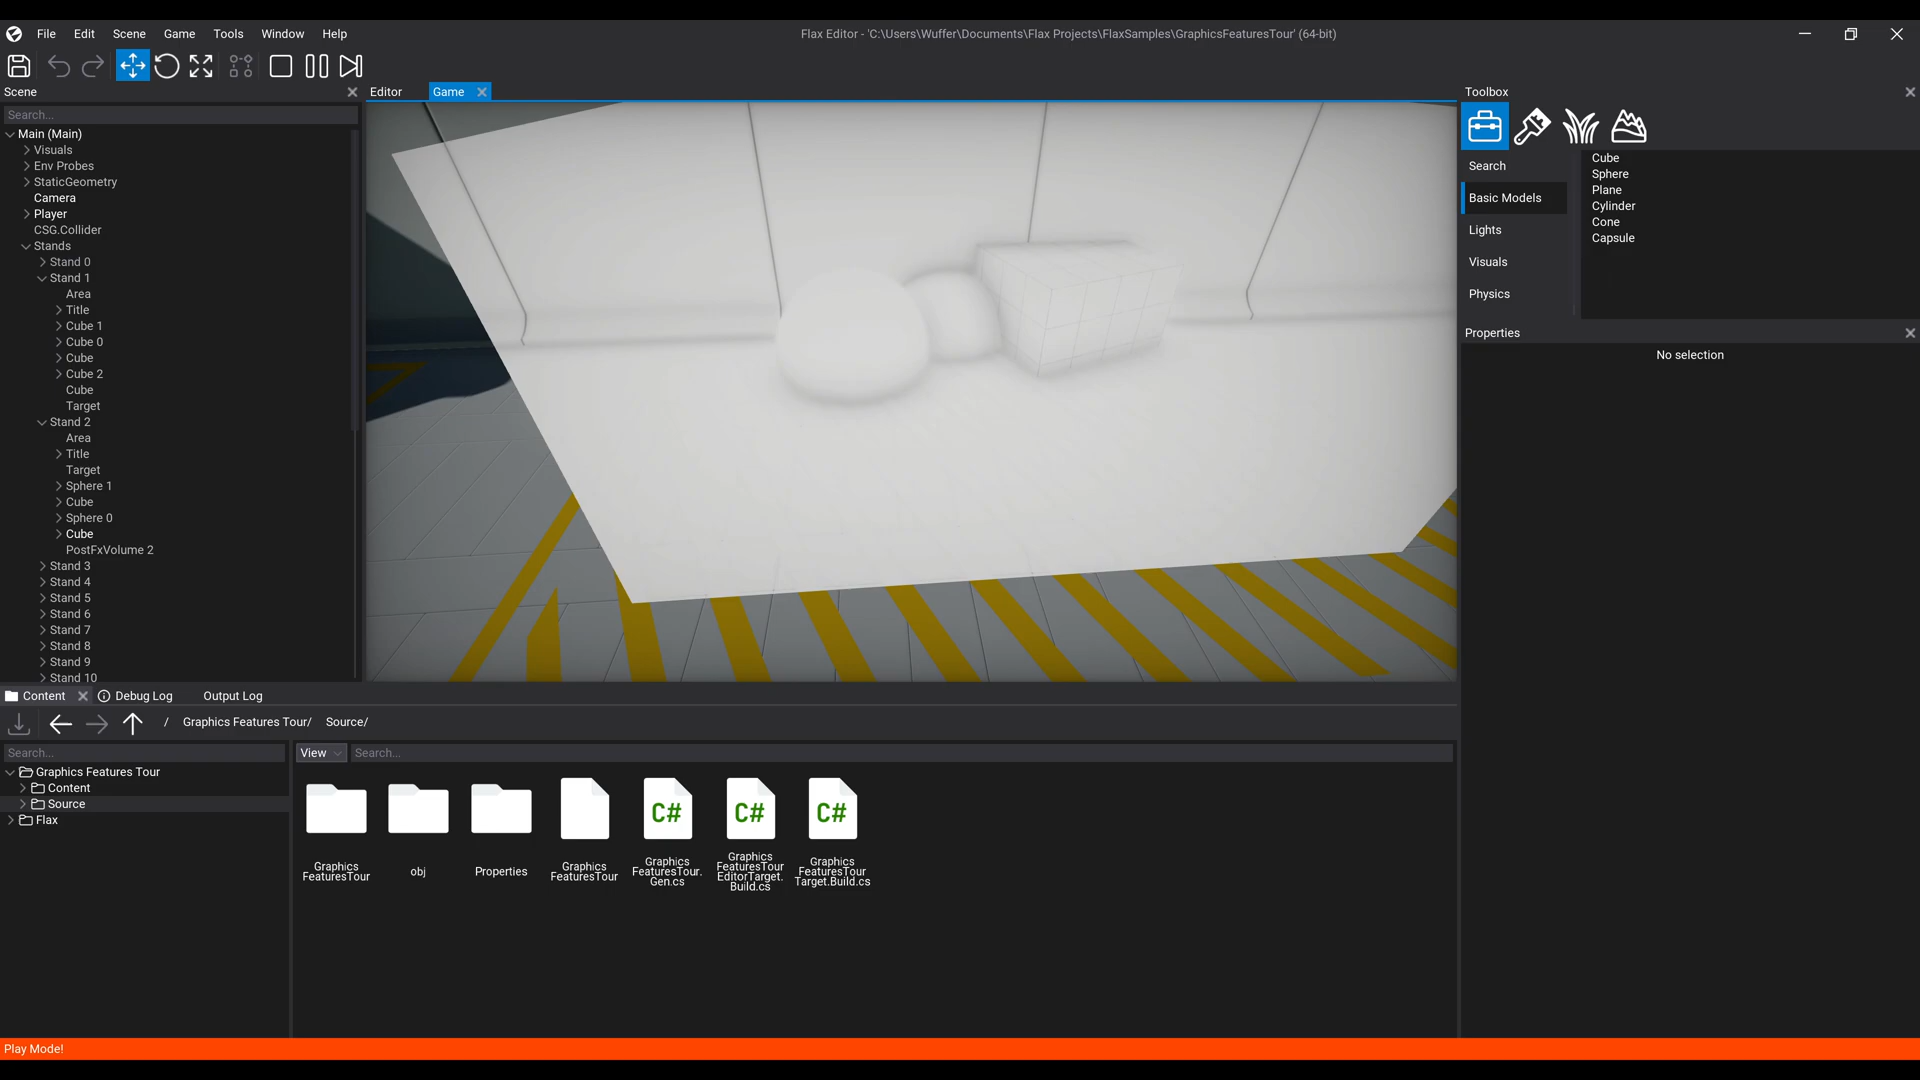 File Edit Scene Game Tools Window Help
Flax Editor - 'C:\Users\Wuffer\Documents\Flax Projects\FlaxSamples\GraphicsFeaturesTour' (64-bit)
Scene
Search...
Main (Main)
Visuals
Env Probes
StaticGeometry
Camera
Player
CSG.Collider
Stands
Stand 0
Stand 1
Area
Title
Cube 1
Cube 0
Cube
Cube 2
Cube
Target
Stand 2
Area
Title
Target
Sphere 1
Cube
Sphere 0
Cube
PostFxVolume 2
Stand 3
Stand 4
Stand 5
Stand 6
Stand 7
Stand 8
Stand 9
Stand 10
Editor Game
Toolbox
Search
Basic Models
Lights
Visuals
Physics
Cube
Sphere
Plane
Cylinder
Cone
Capsule
Properties
No selection
Content Debug Log Output Log
/ Graphics Features Tour/ Source/
Search...
Graphics Features Tour
Content
Source
Flax
View Search...
Graphics
FeaturesTour
obj
Properties
Graphics
FeaturesTour
C#
Graphics
FeaturesTour.
Gen.cs
C#
Graphics
FeaturesTour
EditorTarget.
Build.cs
C#
Graphics
FeaturesTour
Target.Build.cs
Play Mode!